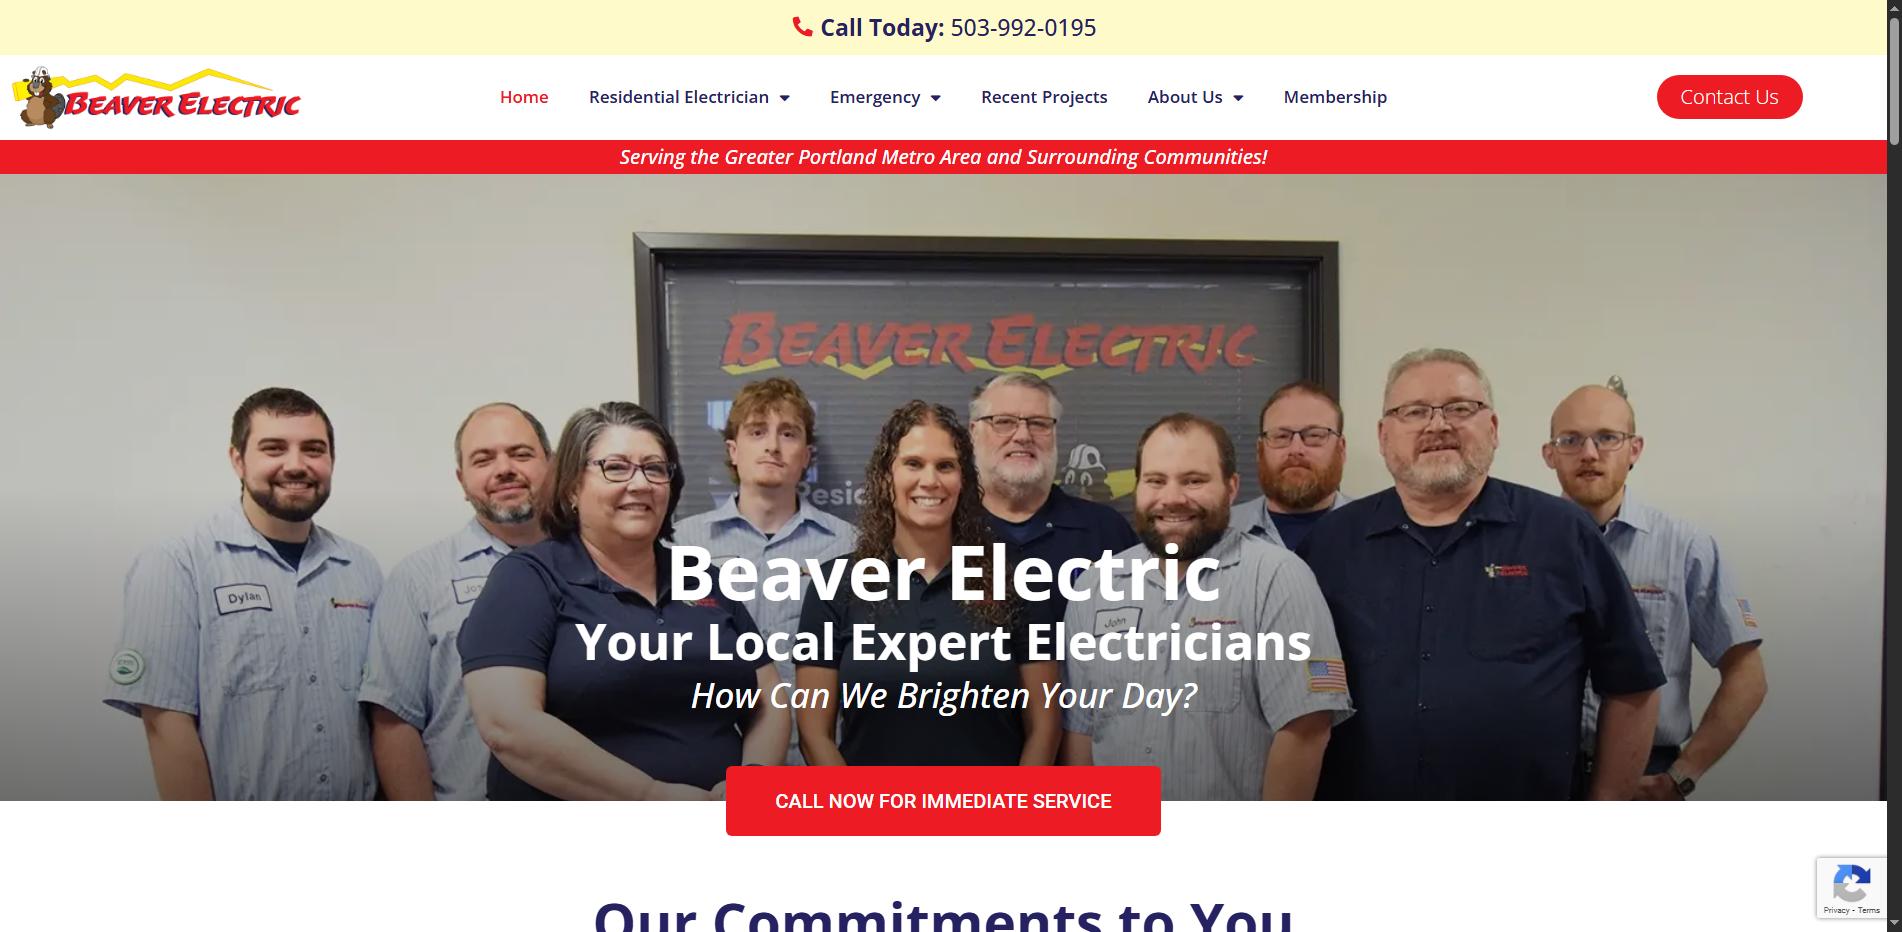 Call Today: 503-992-0195
BEAVER ELECTRIC
Home
Residential Electrician
Emergency
Recent Projects
About Us
Membership
Contact Us
Serving the Greater Portland Metro Area and Surrounding Communities!
BEAVER ELECTRIC
Dylan
John
Beaver Electric
Your Local Expert Electricians
How Can We Brighten Your Day?
CALL NOW FOR IMMEDIATE SERVICE
Our Commitments to You
Privacy - Terms